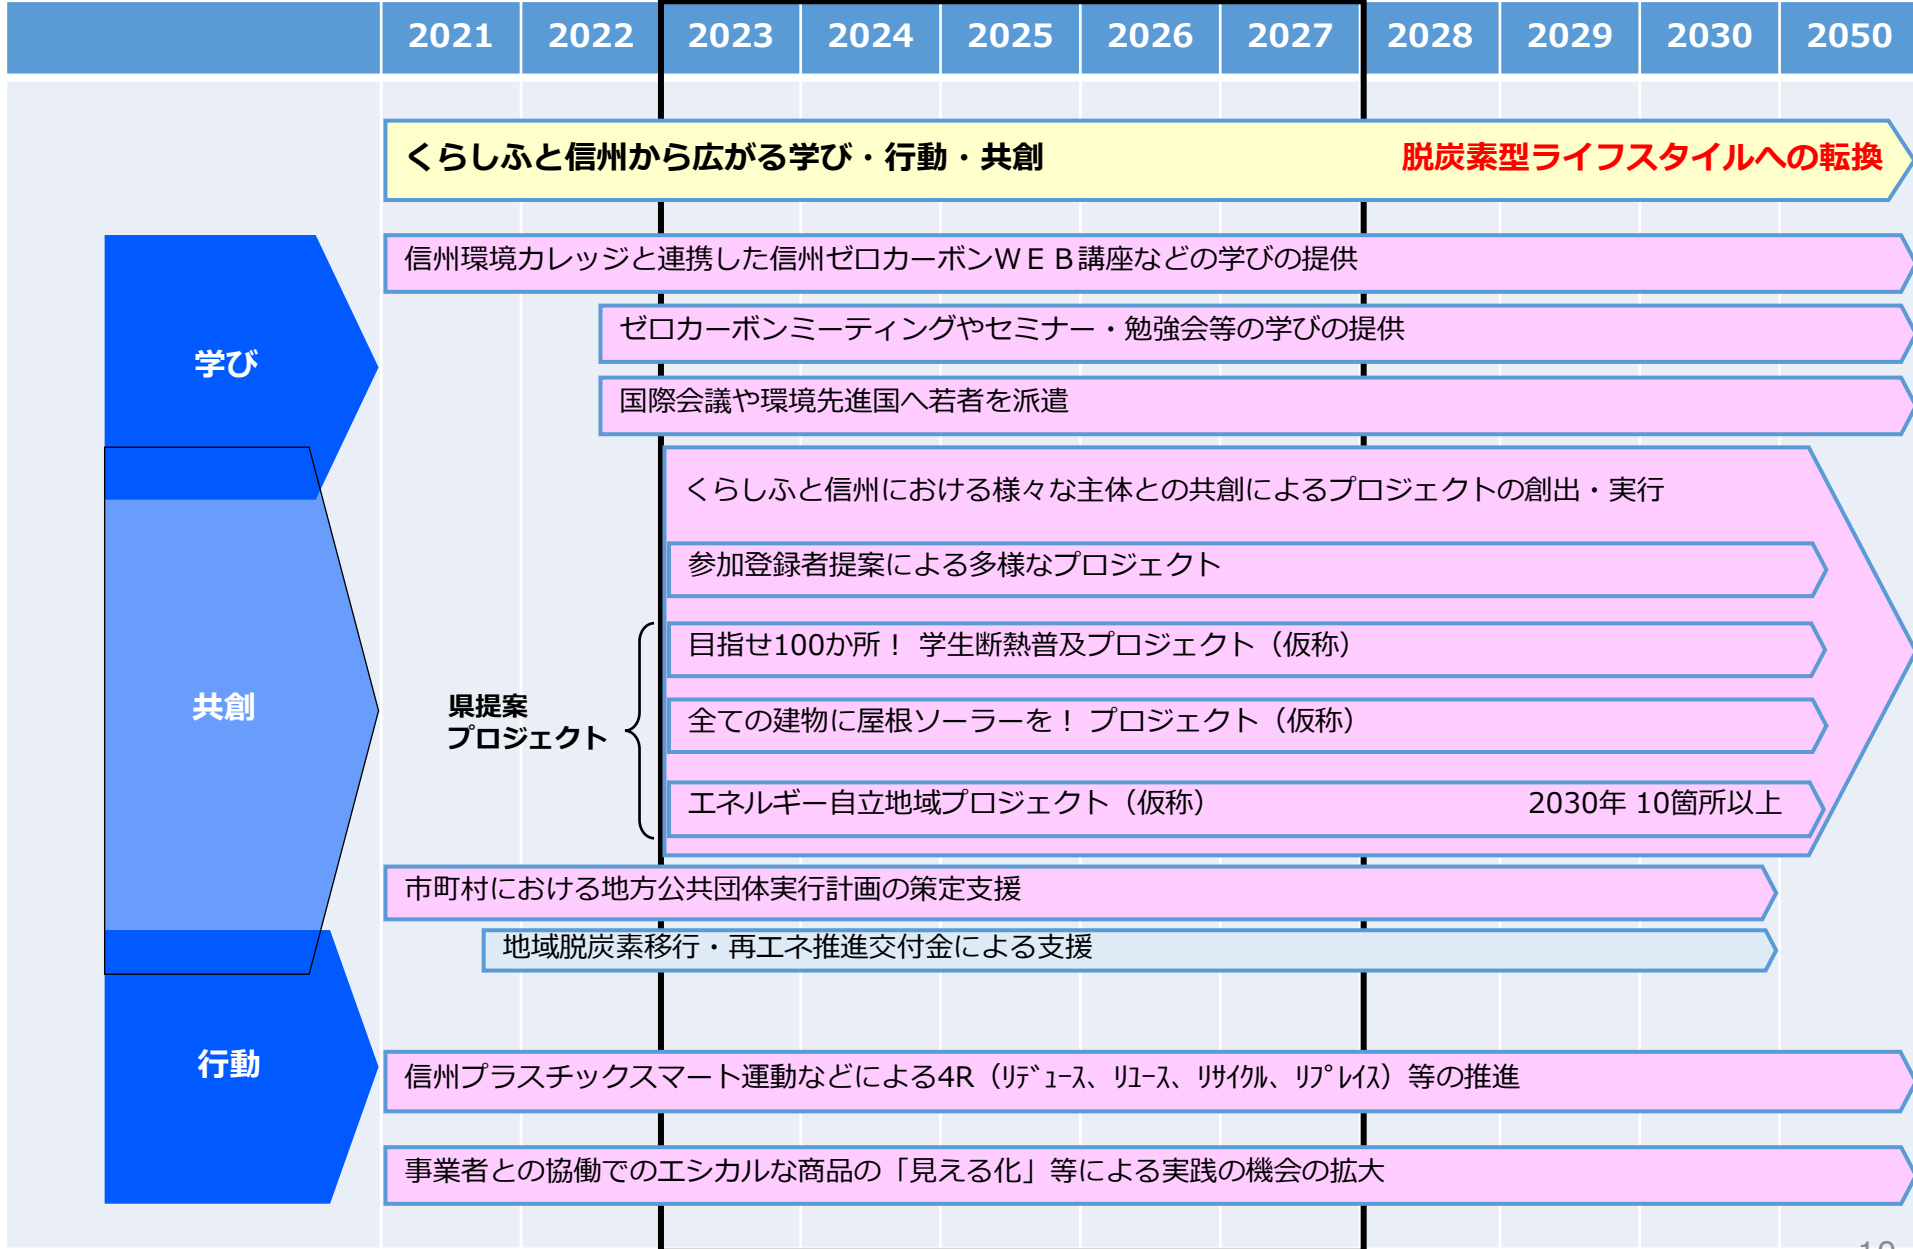 2021 2022 2023 2024 2025 2026 2027 2028 2029 2030 2050
くらしふと信州から広がる学び・行動・共創 脱炭素型ライフスタイルへの転換
学び
信州環境カレッジと連携した信州ゼロカーボンWEB講座などの学びの提供
ゼロカーボンミーティングやセミナー・勉強会等の学びの提供
国際会議や環境先進国へ若者を派遣
共創
くらしふと信州における様々な主体との共創によるプロジェクトの創出・実行
参加登録者提案による多様なプロジェクト
県提案
プロジェクト
目指せ100か所！ 学生断熱普及プロジェクト（仮称）
全ての建物に屋根ソーラーを！ プロジェクト（仮称）
エネルギー自立地域プロジェクト（仮称） 2030年 10箇所以上
市町村における地方公共団体実行計画の策定支援
地域脱炭素移行・再エネ推進交付金による支援
行動
信州プラスチックスマート運動などによる4R（ﾘﾃﾞｭｰｽ、ﾘﾕｰｽ、ﾘｻｲｸﾙ、ﾘﾌﾟﾚｲｽ）等の推進
事業者との協働でのエシカルな商品の「見える化」等による実践の機会の拡大